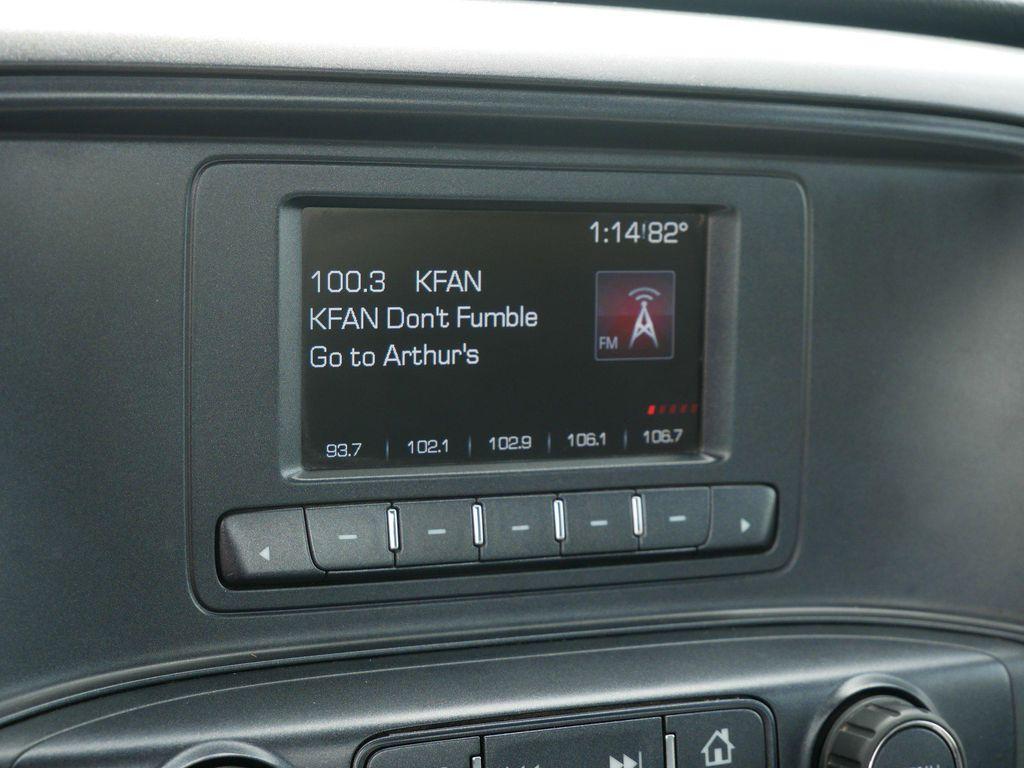 1:14 82°
100.3 KFAN
KFAN Don't Fumble
Go to Arthur's
FM
93.7 102.1 102.9 106.1 106.7